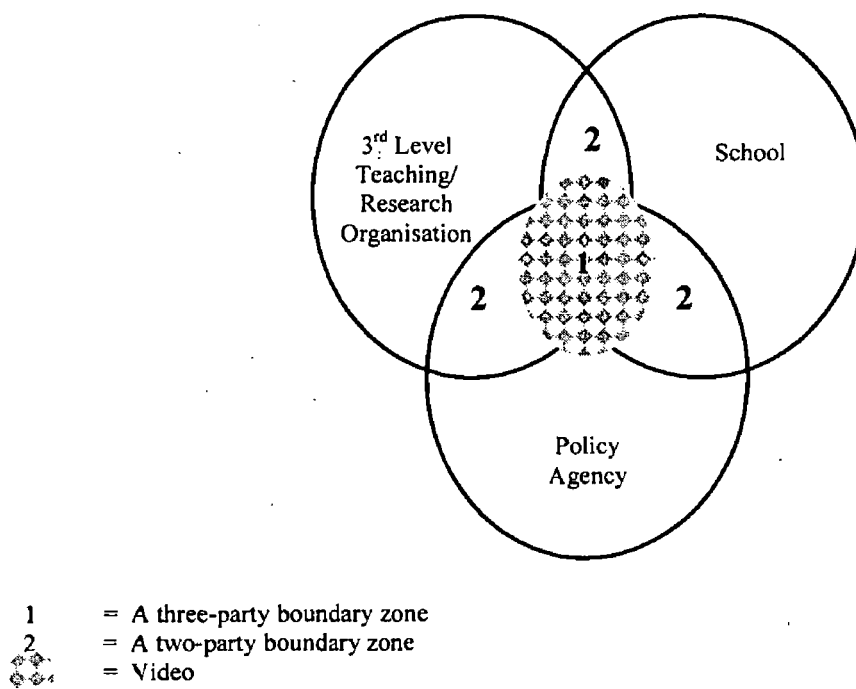 3rd Level
Teaching/
Research
Organisation
2
School
1
2
2
Policy
Agency
1 = A three-party boundary zone
2 = A two-party boundary zone
= Video